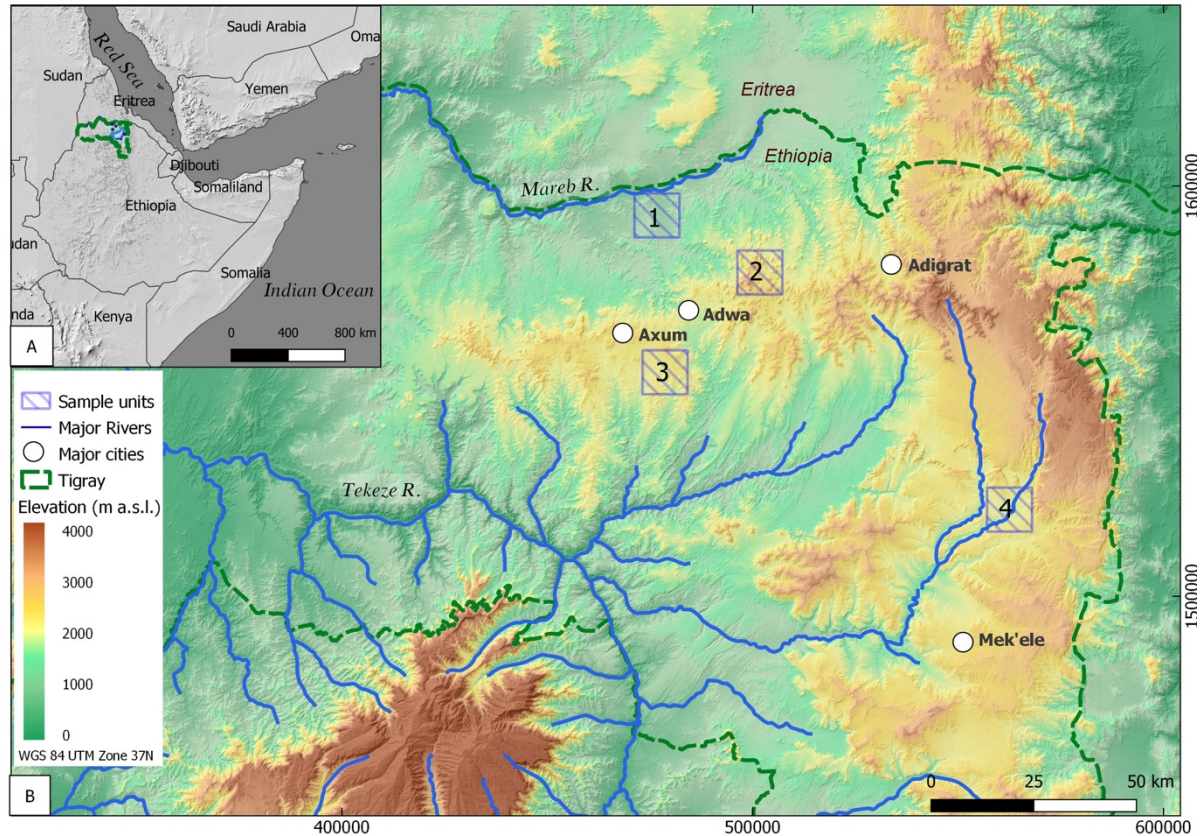 Saudi Arabia
Oma
Red Sea
Sudan
Eritrea
Yemen
Djibouti
Somaliland
Ethiopia
udan
Somalia
Indian Ocean
nda
Kenya
0 400 800 km
A
Eritrea
Ethiopia
Mareb R.
1
2
Adigrat
Adwa
Axum
3
Tekeze R.
4
Mek'ele
Sample units
Major Rivers
Major cities
Tigray
Elevation (m a.s.l.)
4000
3000
2000
1000
0
WGS 84 UTM Zone 37N
B
0 25 50 km
400000
500000
600000
1600000
1500000